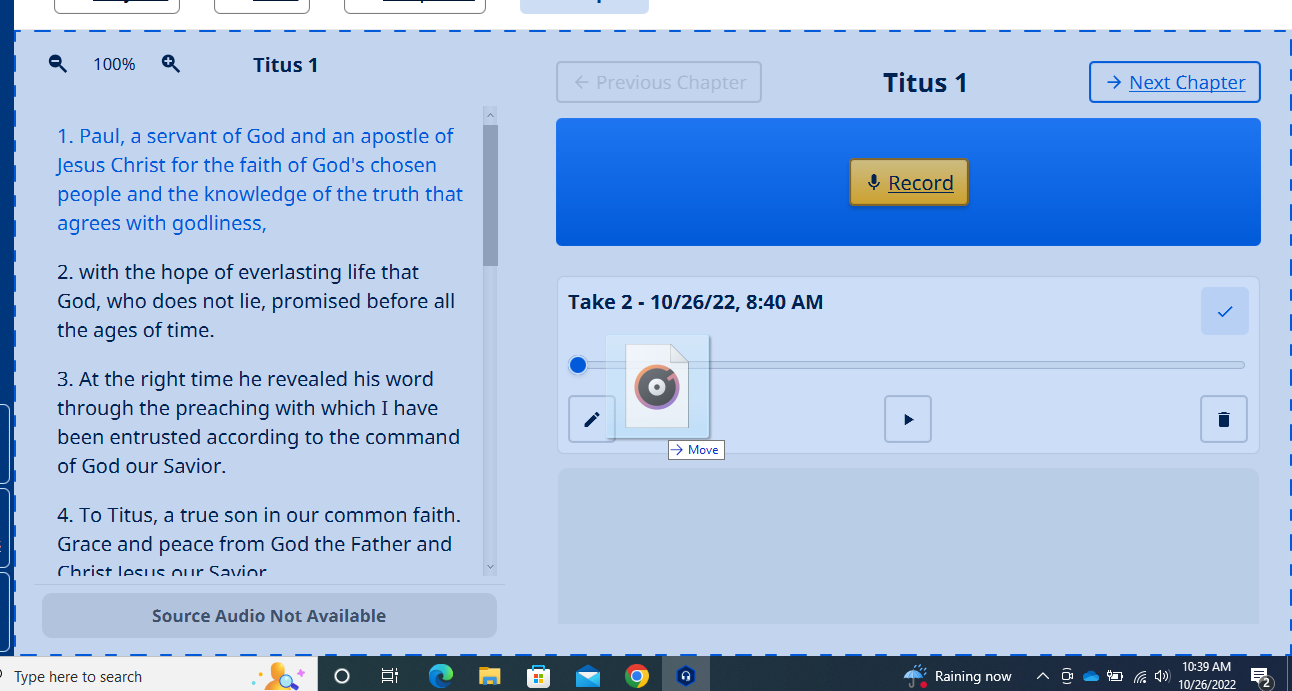 100%
Titus 1
1. Paul, a servant of God and an apostle of
Jesus Christ for the faith of God's chosen
people and the knowledge of the truth that
agrees with godliness,
2. with the hope of everlasting life that
God, who does not lie, promised before all
the ages of time.
3. At the right time he revealed his word
through the preaching with which I have
been entrusted according to the command
of God our Savior.
4. To Titus, a true son in our common faith.
Grace and peace from God the Father and
Christ Jesus our Savior
Source Audio Not Available
← Previous Chapter
Titus 1
→ Next Chapter
Record
Take 2 - 10/26/22, 8:40 AM
→ Move
Type here to search
Raining now
10:39 AM
10/26/2022
2